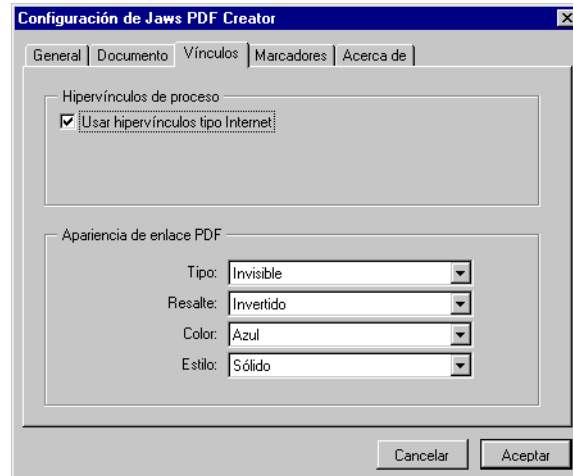 Configuración de Jaws PDF Creator
General Documento Vínculos Marcadores Acerca de
Hipervínculos de proceso
Usar hipervínculos tipo Internet
Apariencia de enlace PDF
Tipo: Invisible
Resalte: Invertido
Color: Azul
Estilo: Sólido
Cancelar Aceptar